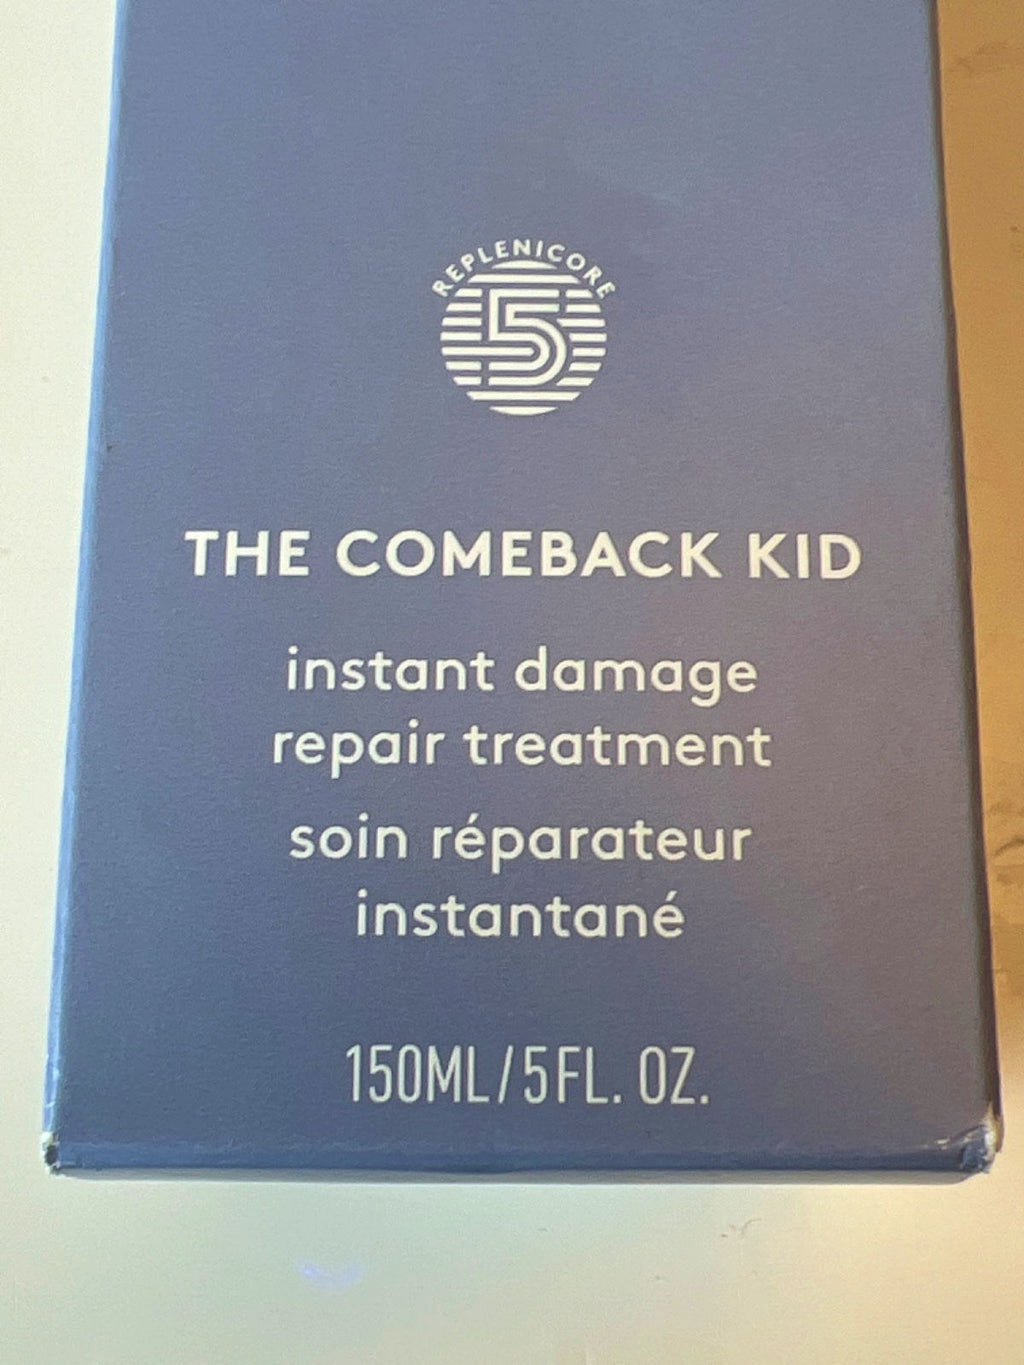 REPLENICORE
5
THE COMEBACK KID
instant damage
repair treatment
soin réparateur
instantané
150ML/5FL. OZ.